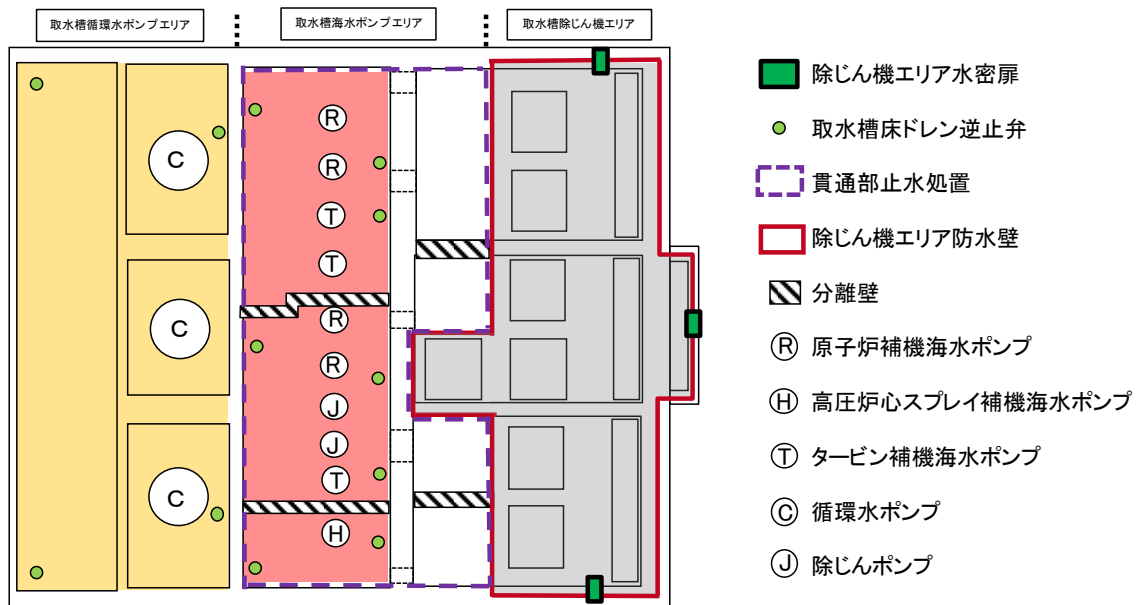 取水槽循環水ポンプエリア
取水槽海水ポンプエリア
取水槽除じん機エリア
C
C
C
R
R
T
T
R
R
J
J
T
H
除じん機エリア水密扉
取水槽床ドレン逆止弁
貫通部止水処置
除じん機エリア防水壁
分離壁
R 原子炉補機海水ポンプ
H 高圧炉心スプレイ補機海水ポンプ
T タービン補機海水ポンプ
C 循環水ポンプ
J 除じんポンプ